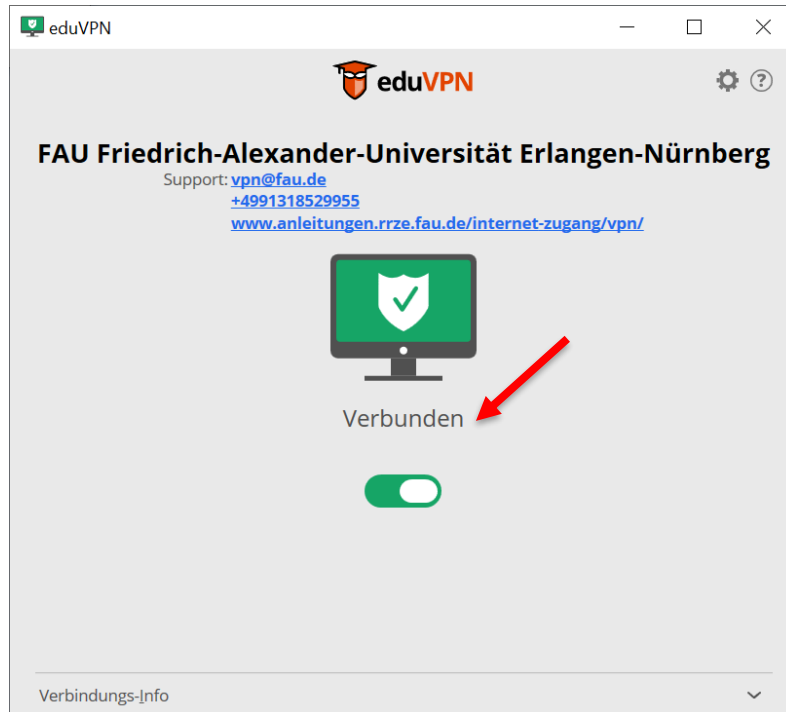 eduVPN
eduVPN
FAU Friedrich-Alexander-Universität Erlangen-Nürnberg
Support: vpn@fau.de
+4991318529955
www.anleitungen.rrze.fau.de/internet-zugang/vpn/
Verbunden
Verbindungs-Info